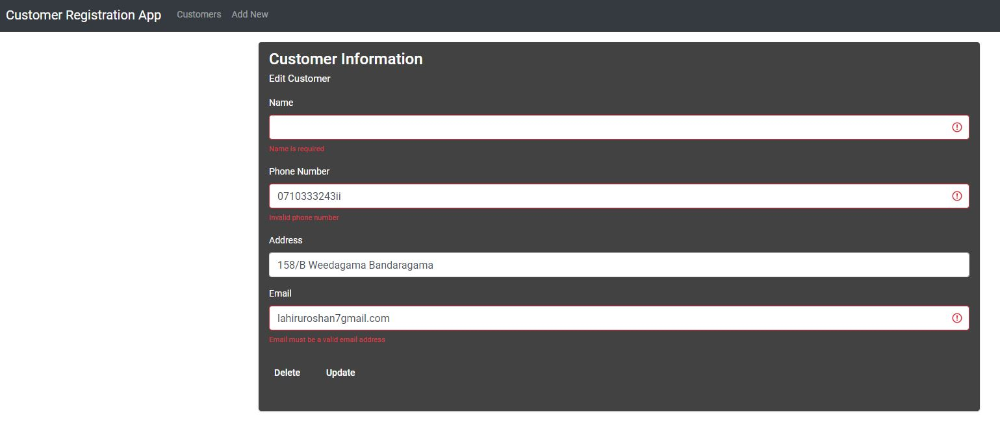 Customer Registration App Customers Add New
Customer Information
Edit Customer
Name
Name is required
Phone Number
0710333243ii
Invalid phone number
Address
158/B Weedagama Bandaragama
Email
lahiruroshan7gmail.com
Email must be a valid email address
Delete Update